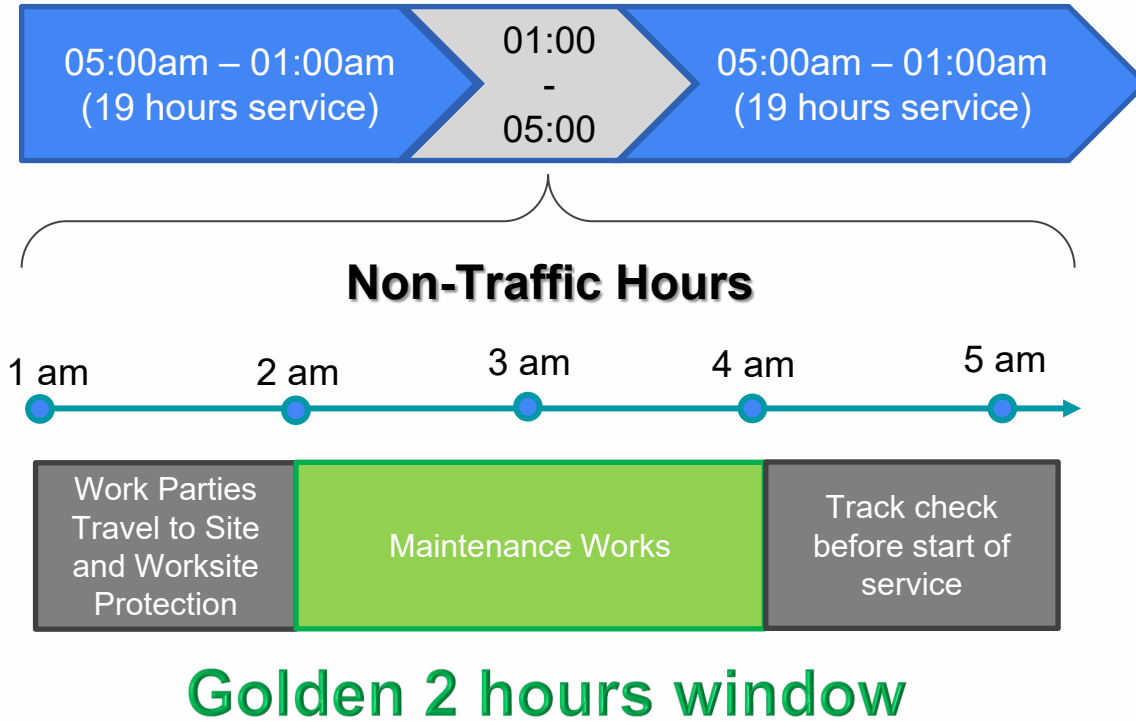 05:00am – 01:00am
(19 hours service)
01:00
-
05:00
05:00am – 01:00am
(19 hours service)
Non-Traffic Hours
1 am
2 am
3 am
4 am
5 am
Work Parties
Travel to Site
and Worksite
Protection
Maintenance Works
Track check
before start of
service
Golden 2 hours window